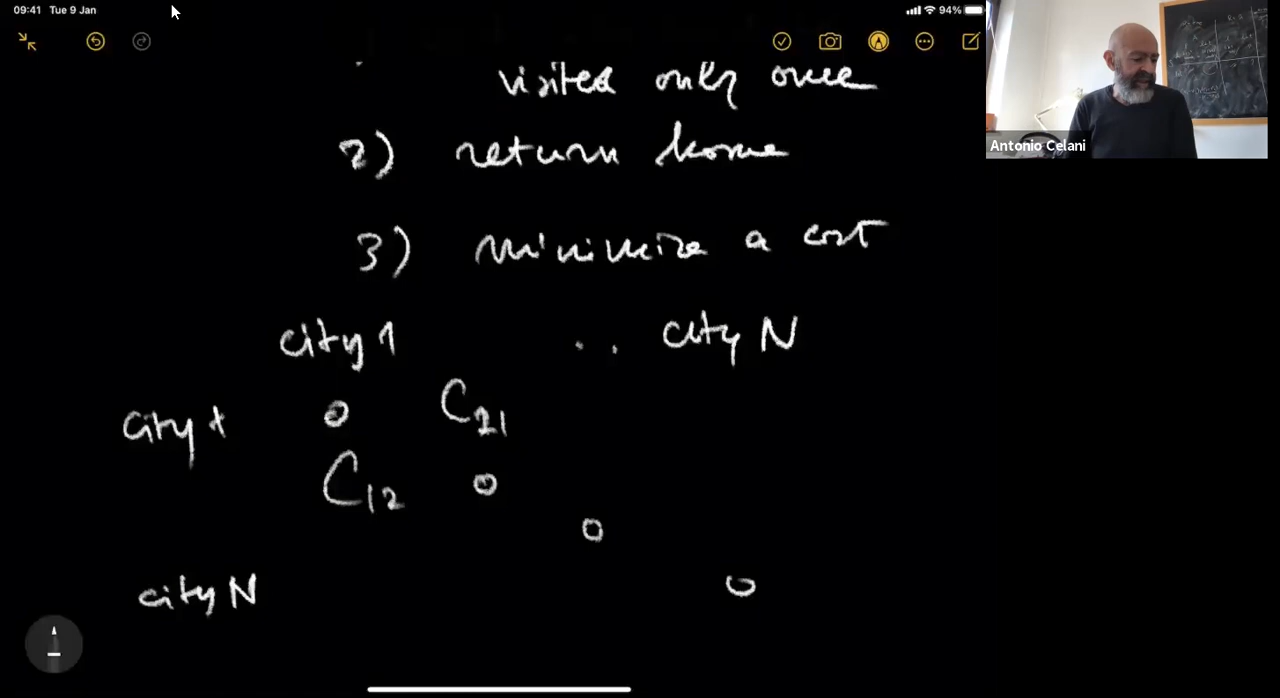 09:41 Tue 9 Jan 94%
visited only once
2) return home
3) minimize a cost
city 1 .. city N
city 1 0 C21
C12 0
0
city N 0
Antonio Celani